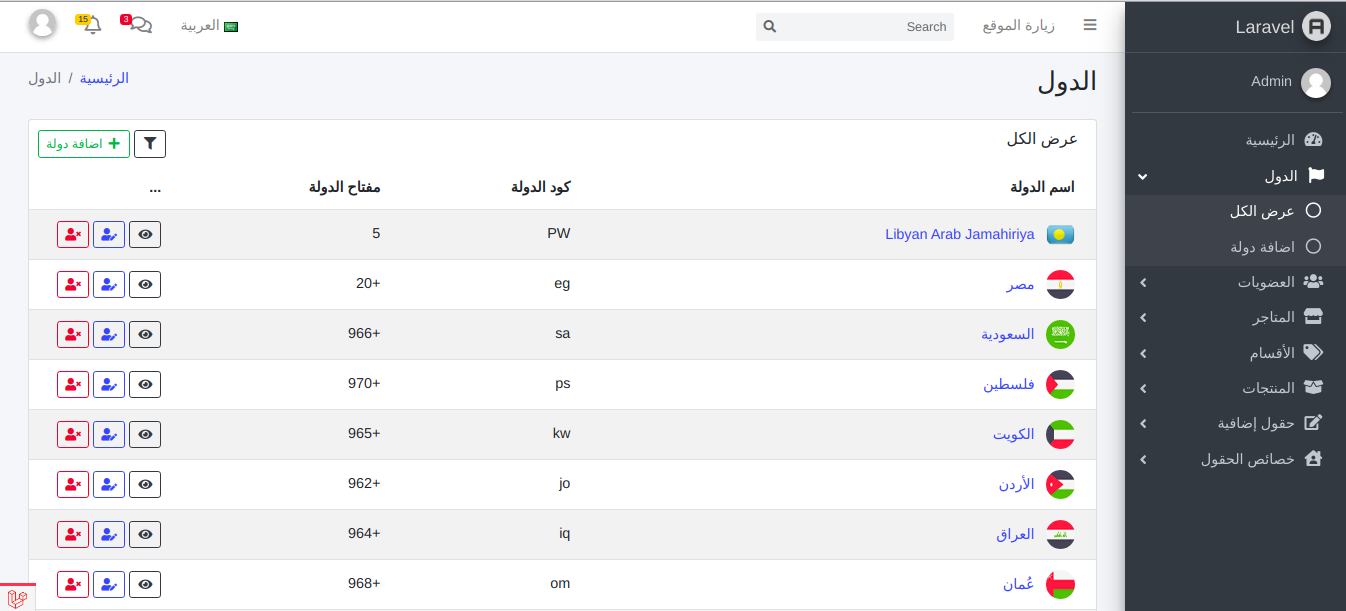 Laravel
Admin
الرئيسية
الدول
عرض الكل
اضافة دولة
العضويات
المتاجر
الأقسام
المنتجات
حقول إضافية
خصائص الحقول
زيارة الموقع
Search
العربية
3
15
الدول
الرئيسية / الدول
عرض الكل
اضافة دولة
اسم الدولة كود الدولة مفتاح الدولة ...
Libyan Arab Jamahiriya PW 5
مصر eg 20+
السعودية sa 966+
فلسطين ps 970+
الكويت kw 965+
الأردن jo 962+
العراق iq 964+
عُمان om 968+